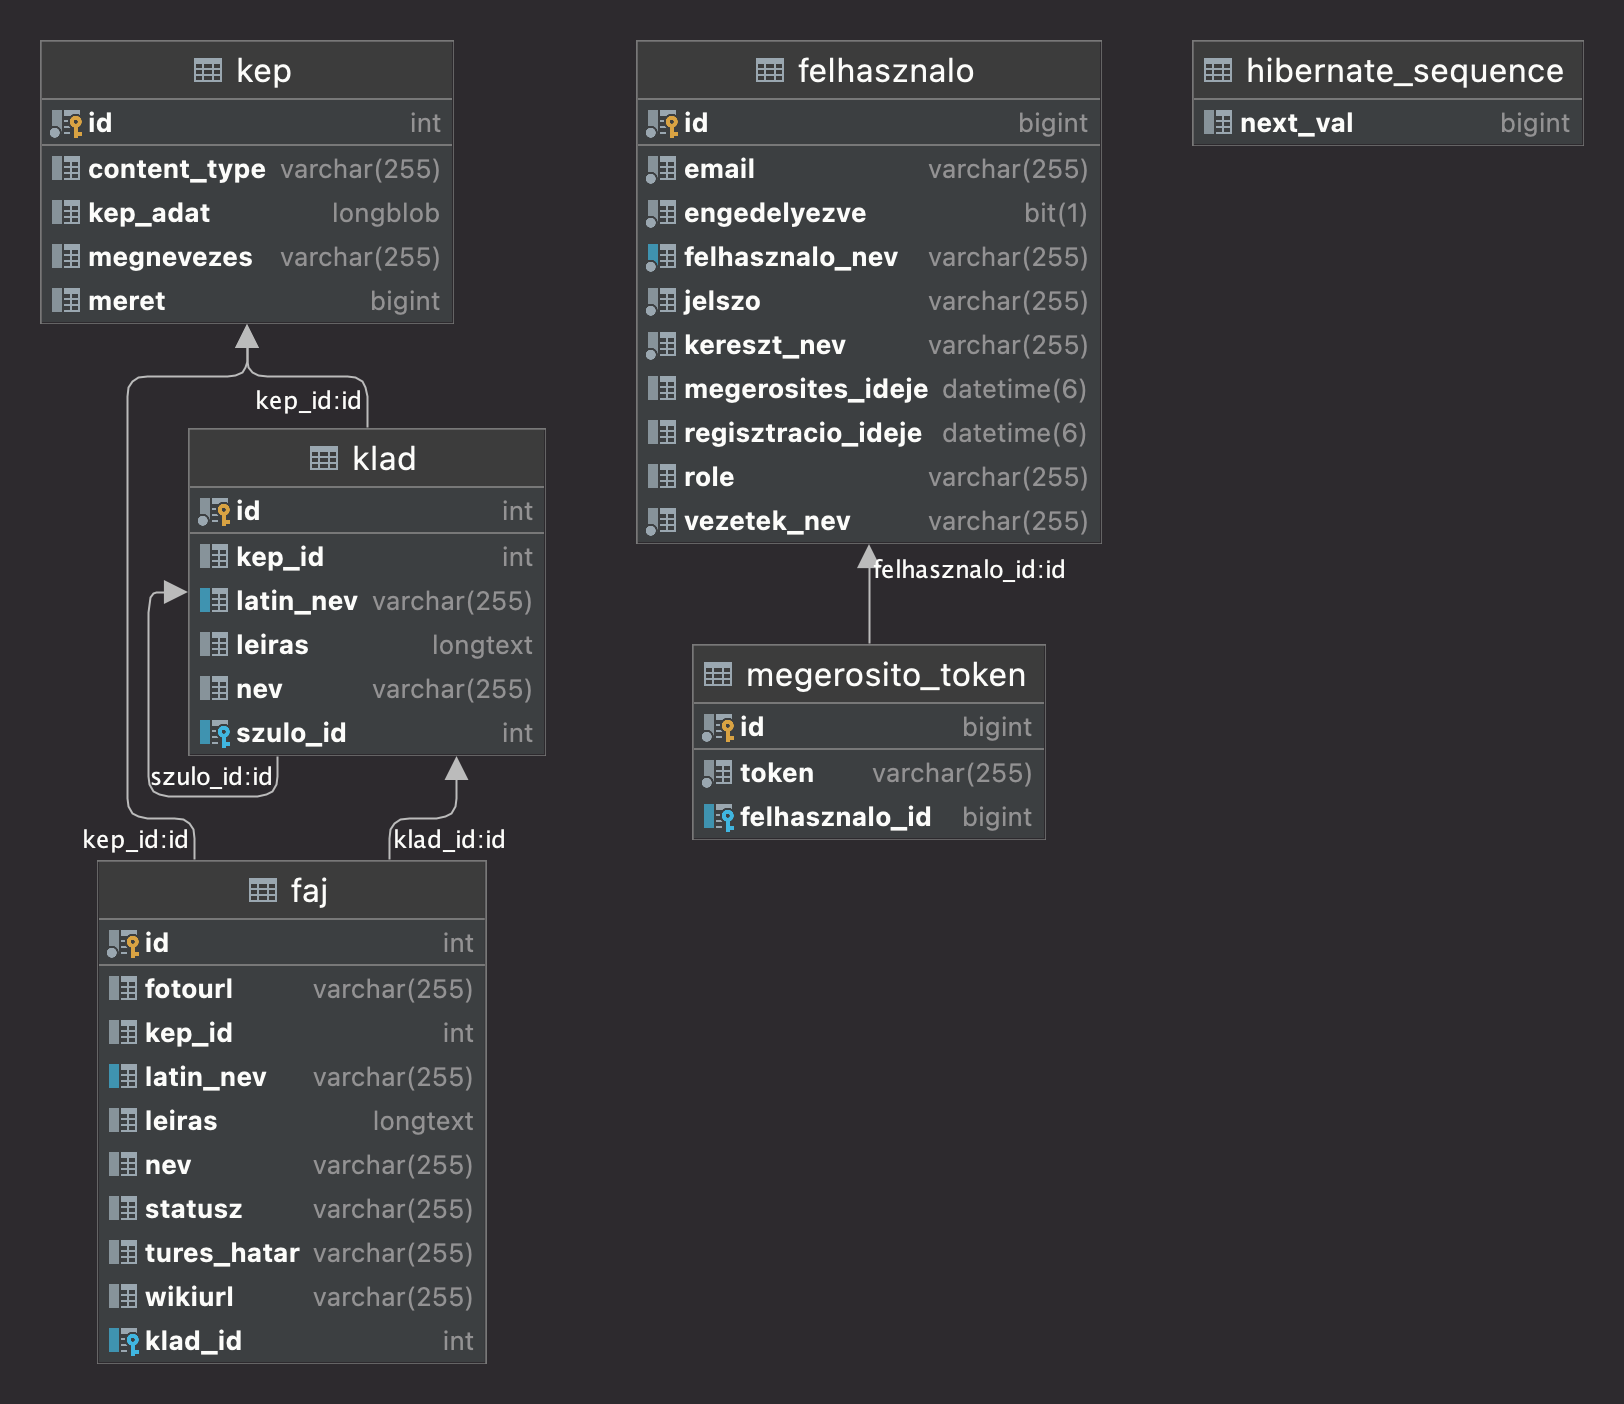 kep
id int
content_type varchar(255)
kep_adat longblob
megnevezes varchar(255)
meret bigint
kep_id:id
klad
id int
kep_id int
latin_nev varchar(255)
leiras longtext
nev varchar(255)
szulo_id int
szulo_id:id
kep_id:id
klad_id:id
faj
id int
fotourl varchar(255)
kep_id int
latin_nev varchar(255)
leiras longtext
nev varchar(255)
statusz varchar(255)
tures_hatar varchar(255)
wikiurl varchar(255)
klad_id int
felhasznalo
id bigint
email varchar(255)
engedelyezve bit(1)
felhasznalo_nev varchar(255)
jelszo varchar(255)
kereszt_nev varchar(255)
megerosites_ideje datetime(6)
regisztracio_ideje datetime(6)
role varchar(255)
vezetek_nev varchar(255)
felhasznalo_id:id
megerosito_token
id bigint
token varchar(255)
felhasznalo_id bigint
hibernate_sequence
next_val bigint